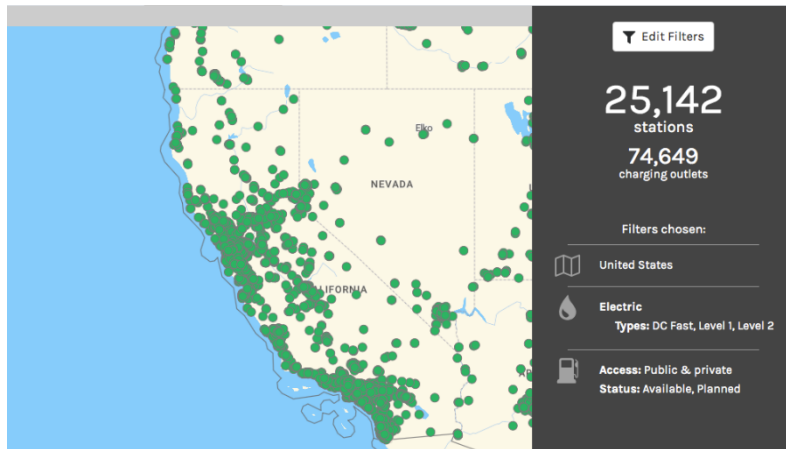 Edit Filters
25,142
stations
74,649
charging outlets
Filters chosen:
United States
Electric
Types: DC Fast, Level 1, Level 2
Access: Public & private
Status: Available, Planned
Elko
NEVADA
LIFORNIA